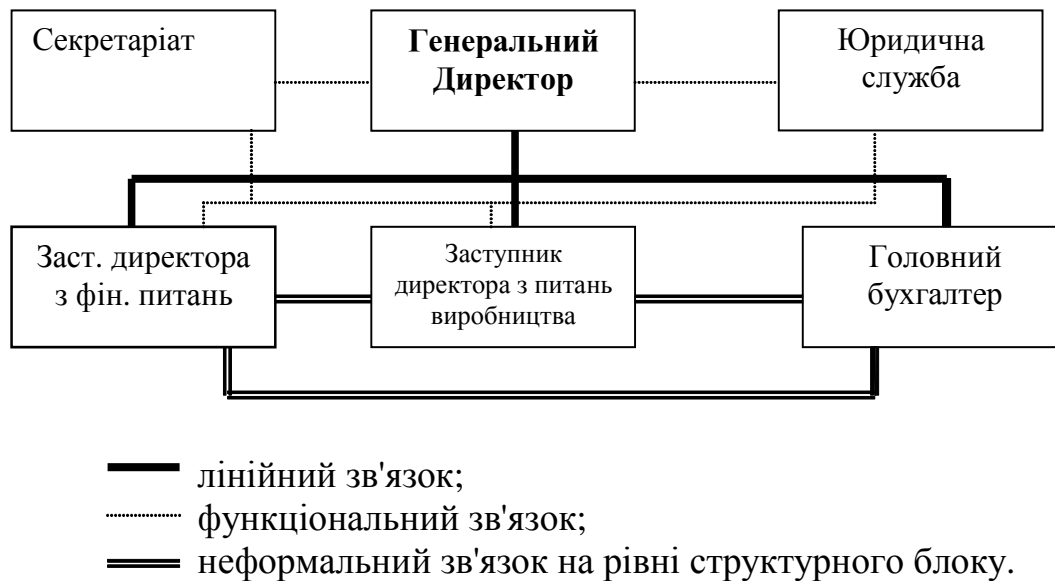 Секретаріат
Генеральний
Директор
Юридична
служба
Заст. директора
з фін. питань
Заступник
директора з питань
виробництва
Головний
бухгалтер
лінійний зв'язок;
функціональний зв'язок;
неформальний зв'язок на рівні структурного блоку.